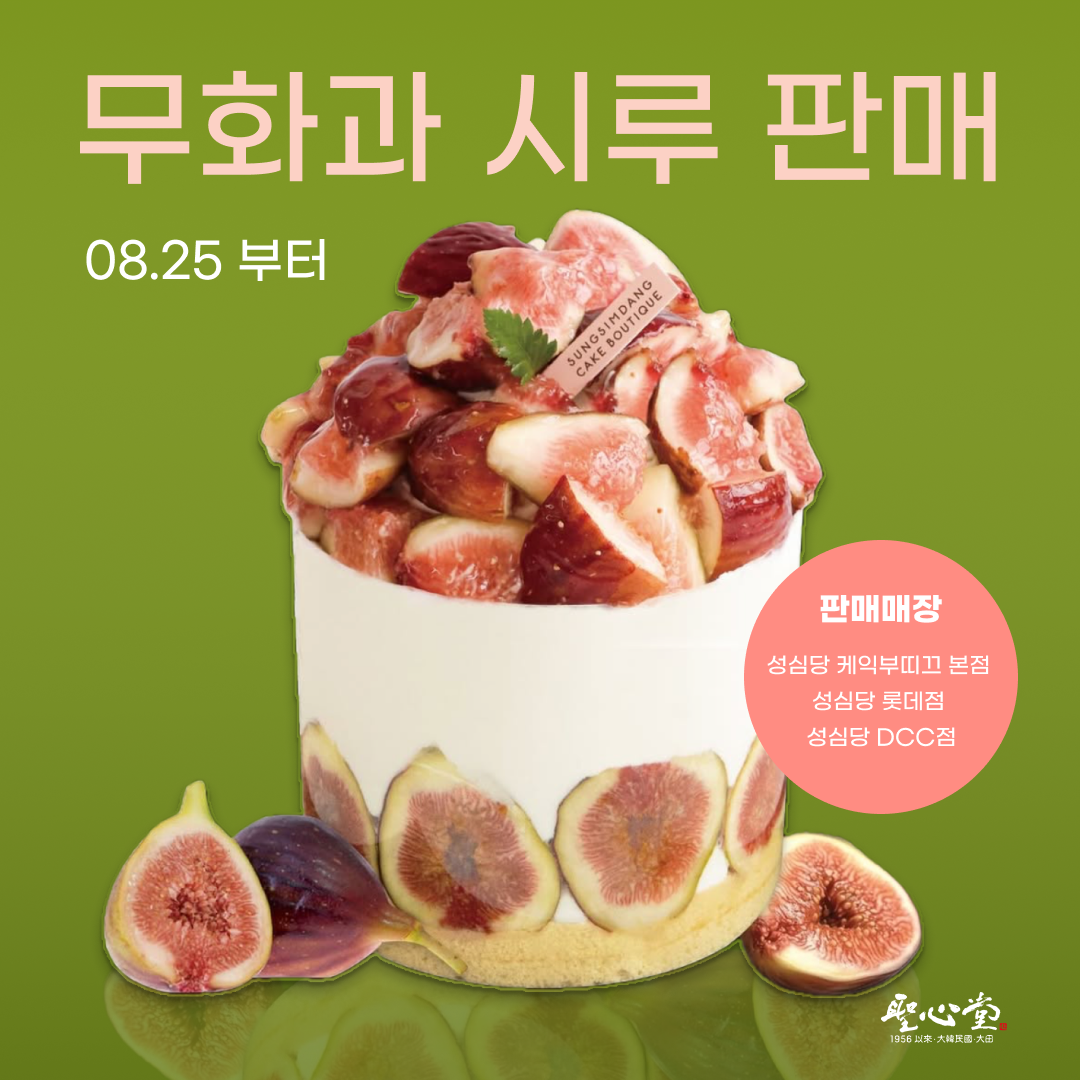 무화과 시루 판매
08.25 부터
SUNGSIMDANG
CAKE BOUTIQUE
판매매장
성심당 케익부띠끄 본점
성심당 롯데점
성심당 DCC점
聖心堂
1956 以來·大韓民國·大田